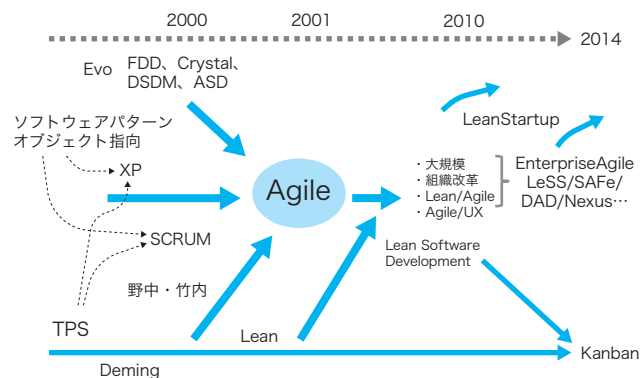 2000
2001
2010
2014
Evo
FDD、Crystal、
DSDM、ASD
ソフトウェアパターン
オブジェクト指向
XP
SCRUM
Agile
LeanStartup
・大規模
・組織改革
・Lean/Agile
・Agile/UX
EnterpriseAgile
LeSS/SAFe/
DAD/Nexus…
Lean Software
Development
野中・竹内
TPS
Lean
Deming
Kanban